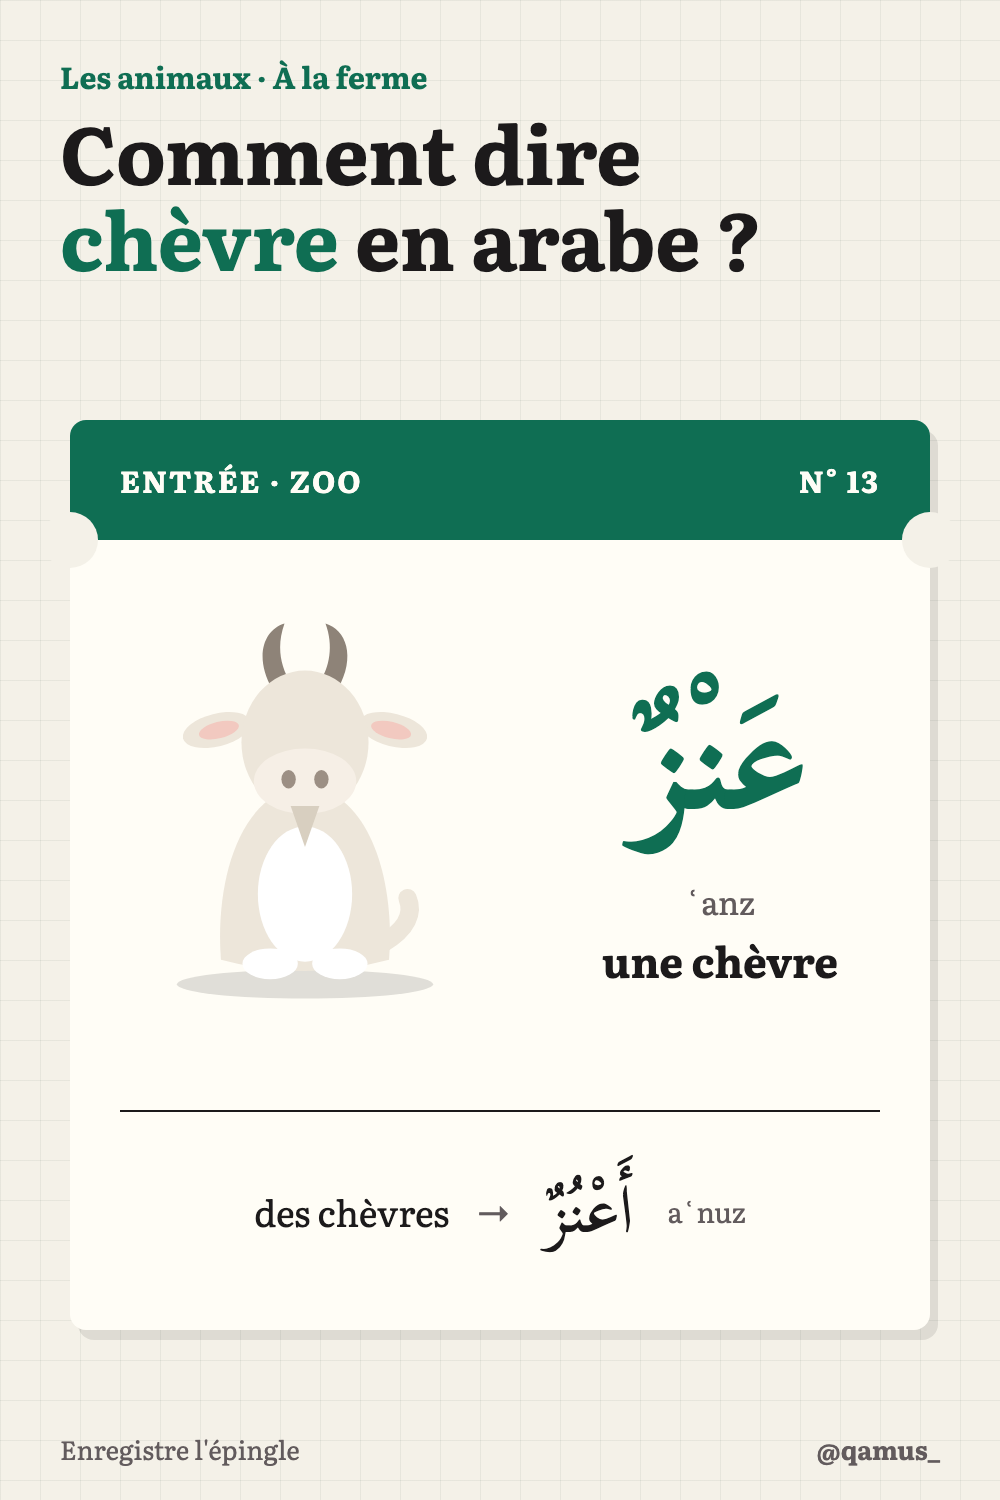 Les animaux · À la ferme
Comment dire
chèvre en arabe ?
ENTRÉE · ZOO
N° 13
عَنْزٌ
ʿanz
une chèvre
des chèvres → أَعْنُزٌ aʿnuz
Enregistre l'épingle
@qamus_